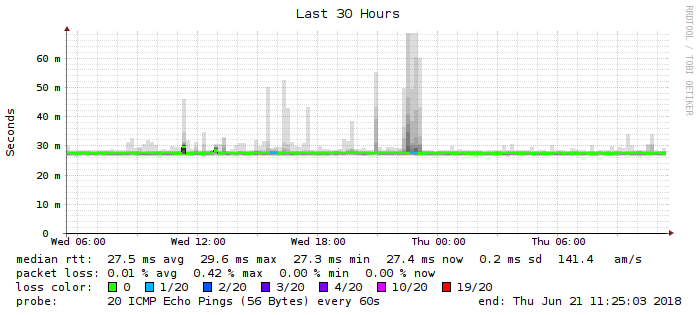 Last 30 Hours
RRDTOOL / TOBI OETIKER
Seconds
60 m
50 m
40 m
30 m
20 m
10 m
0
Wed 06:00 Wed 12:00 Wed 18:00 Thu 00:00 Thu 06:00
median rtt: 27.5 ms avg 29.6 ms max 27.3 ms min 27.4 ms now 0.2 ms sd 141.4 am/s
packet loss: 0.01 % avg 0.42 % max 0.00 % min 0.00 % now
loss color: 0 1/20 2/20 3/20 4/20 10/20 19/20
probe: 20 ICMP Echo Pings (56 Bytes) every 60s end: Thu Jun 21 11:25:03 2018